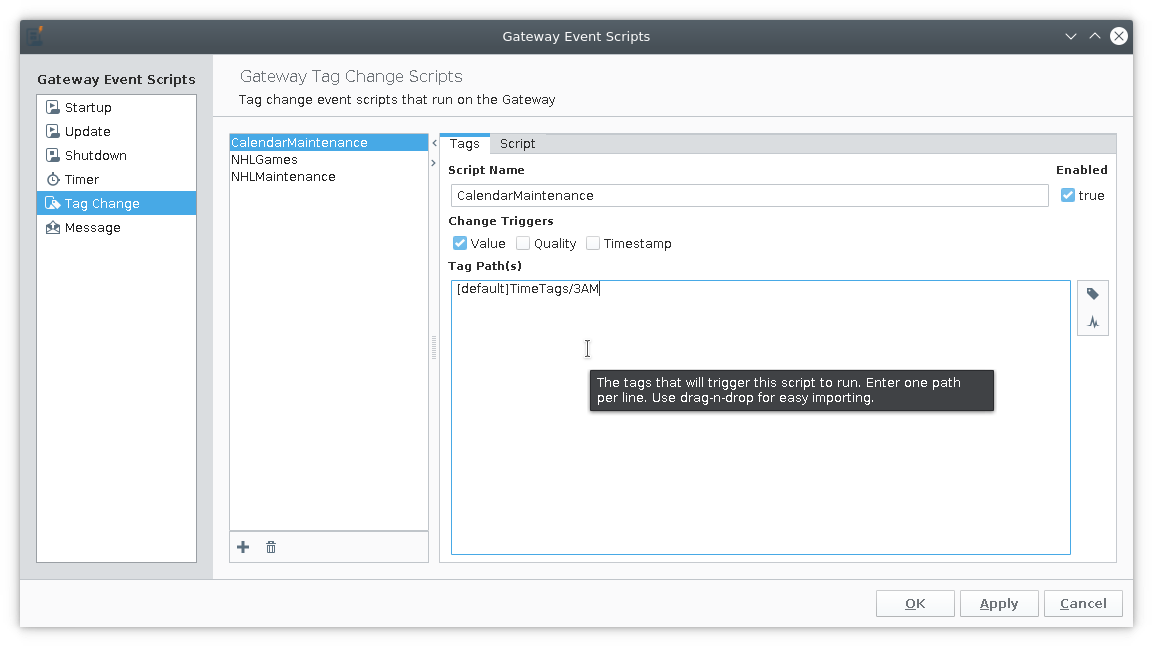 Gateway Event Scripts
Gateway Event Scripts
Startup
Update
Shutdown
Timer
Tag Change
Message
Gateway Tag Change Scripts
Tag change event scripts that run on the Gateway
CalendarMaintenance
NHLGames
NHLMaintenance
Tags Script
Script Name Enabled
CalendarMaintenance true
Change Triggers
Value Quality Timestamp
Tag Path(s)
[default]TimeTags/3AM
The tags that will trigger this script to run. Enter one path
per line. Use drag-n-drop for easy importing.
OK Apply Cancel